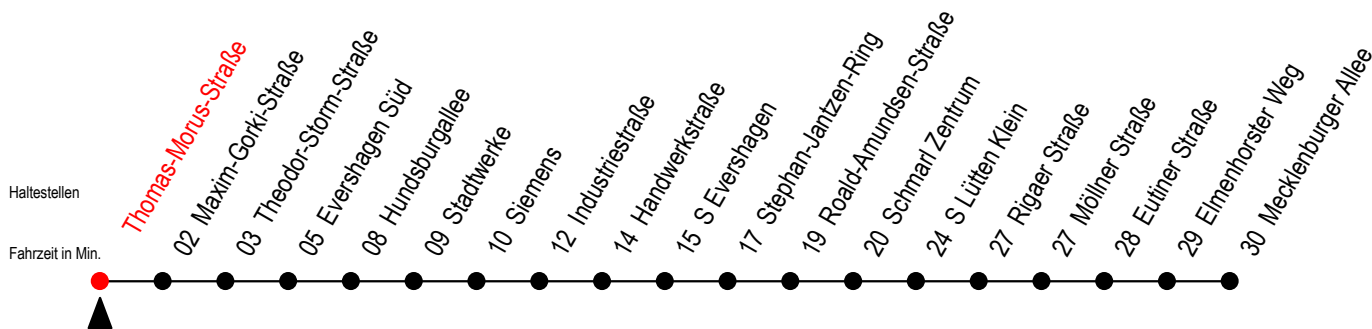 Haltestellen
Fahrzeit in Min.
Thomas-Morus-Straße
02 Maxim-Gorki-Straße
03 Theodor-Storm-Straße
05 Evershagen Süd
08 Hundsburgallee
09 Stadtwerke
10 Siemens
12 Industriestraße
14 Handwerkstraße
15 S Evershagen
17 Stephan-Jantzen-Ring
19 Roald-Amundsen-Straße
20 Schmarl Zentrum
24 S Lütten Klein
27 Rigaer Straße
27 Möllner Straße
28 Eutiner Straße
29 Elmenhorster Weg
30 Mecklenburger Allee